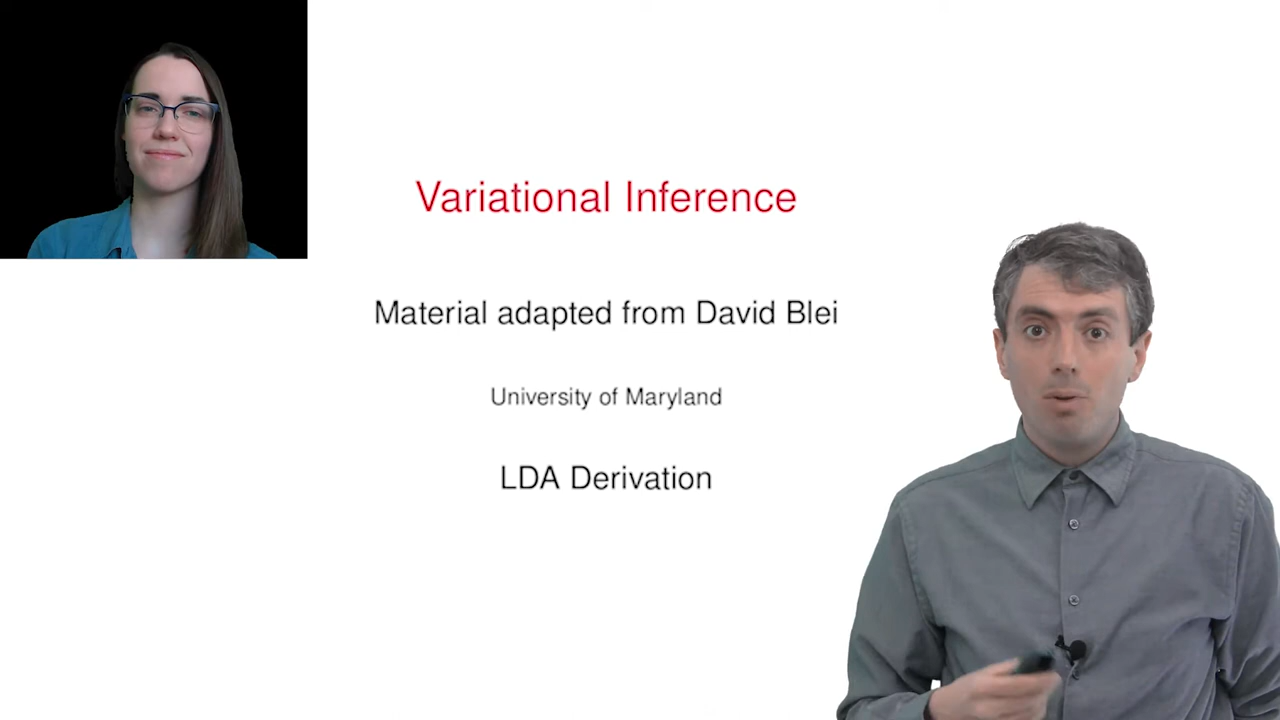 Variational Inference
Material adapted from David Blei
University of Maryland
LDA Derivation